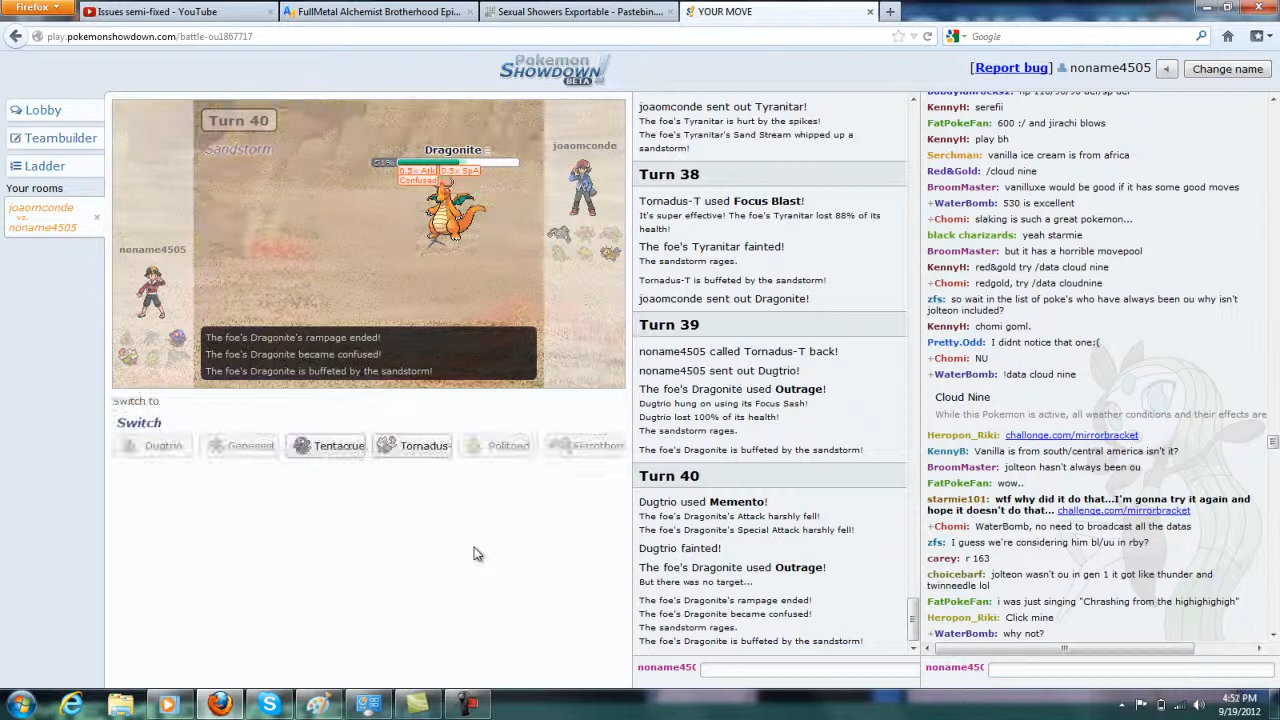 Firefox
Issues semi-fixed - YouTube
FullMetal Alchemist Brotherhood Epi...
Sexual Showers Exportable - Pastebin....
YOUR MOVE
play.pokemonshowdown.com/battle-ou1867717
Google
Pokemon
SHOWDOWN!
BETA
[Report bug]
noname4505
Change name
Lobby
Teambuilder
Ladder
Your rooms
joaomconde
vs.
noname4505
Turn 40
Sandstorm
Dragonite
51%
0.5x Atk
0.5x SpA
Confused
joaomconde
noname4505
The foe's Dragonite's rampage ended!
The foe's Dragonite became confused!
The foe's Dragonite is buffeted by the sandstorm!
Switch to
Switch
Dugtrio
Genesect
Tentacrue
Tornadus-
Politoed
Ferrothorn
joaomconde sent out Tyranitar!
The foe's Tyranitar is hurt by the spikes!
The foe's Tyranitar's Sand Stream whipped up a
sandstorm!
Turn 38
Tornadus-T used Focus Blast!
It's super effective! The foe's Tyranitar lost 88% of its
health!
The foe's Tyranitar fainted!
The sandstorm rages.
Tornadus-T is buffeted by the sandstorm!
joaomconde sent out Dragonite!
Turn 39
noname4505 called Tornadus-T back!
noname4505 sent out Dugtrio!
The foe's Dragonite used Outrage!
Dugtrio hung on using its Focus Sash!
Dugtrio lost 100% of its health!
The sandstorm rages.
The foe's Dragonite is buffeted by the sandstorm!
Turn 40
Dugtrio used Memento!
The foe's Dragonite's Attack harshly fell!
The foe's Dragonite's Special Attack harshly fell!
Dugtrio fainted!
The foe's Dragonite used Outrage!
But there was no target...
The foe's Dragonite's rampage ended!
The foe's Dragonite became confused!
The sandstorm rages.
The foe's Dragonite is buffeted by the sandstorm!
noname450
KennyH: serefii
FatPokeFan: 600 :/ and jirachi blows
KennyH: play bh
Serchman: vanilla ice cream is from africa
Red&Gold: /cloud nine
BroomMaster: vanilluxe would be good if it has some good moves
+WaterBomb: 530 is excellent
+Chomi: slaking is such a great pokemon...
black charizards: yeah starmie
BroomMaster: but it has a horrible movepool
KennyH: red&gold try /data cloud nine
+Chomi: redgold, try /data cloudnine
zfs: so wait in the list of poke's who have always been ou why isn't
jolteon included?
KennyH: chomi goml.
Pretty.Odd: I didnt notice that one:(
+Chomi: NU
+WaterBomb: !data cloud nine
Cloud Nine
While this Pokemon is active, all weather conditions and their effects are
Heropon_Riki: challonge.com/mirrorbracket
KennyB: Vanilla is from south/central america isn't it?
BroomMaster: jolteon hasn't always been ou
FatPokeFan: wow..
starmie101: wtf why did it do that...I'm gonna try it again and
hope it doesn't do that... challenge.com/mirrorbracket
+Chomi: WaterBomb, no need to broadcast all the datas
zfs: I guess we're considering him bl/uu in rby?
carey: r 163
choicebarf: jolteon wasn't ou in gen 1 it got like thunder and
twinneedle lol
FatPokeFan: i was just singing "Chrashing from the highighighigh"
Heropon_Riki: Click mine
+WaterBomb: why not?
noname450
4:52 PM
9/19/2012